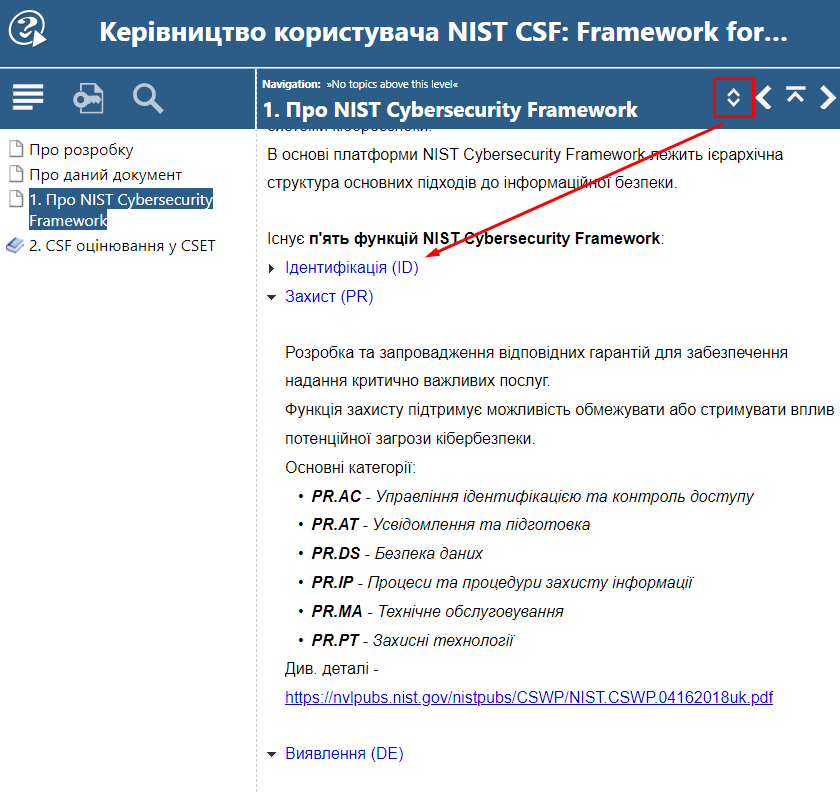 Керівництво користувача NIST CSF: Framework for...
Navigation: »No topics above this level«
1. Про NIST Cybersecurity Framework
Про розробку
Про даний документ
1. Про NIST Cybersecurity
Framework
2. CSF оцінювання у CSET
системи кібербезпеки.
В основі платформи NIST Cybersecurity Framework лежить ієрархічна
структура основних підходів до інформаційної безпеки.
Існує п'ять функцій NIST Cybersecurity Framework:
Ідентифікація (ID)
Захист (PR)
Розробка та запровадження відповідних гарантій для забезпечення
надання критично важливих послуг.
Функція захисту підтримує можливість обмежувати або стримувати вплив
потенційної загрози кібербезпеки.
Основні категорії:
• PR.AC - Управління ідентифікацією та контроль доступу
• PR.AT - Усвідомлення та підготовка
• PR.DS - Безпека даних
• PR.IP - Процеси та процедури захисту інформації
• PR.MA - Технічне обслуговування
• PR.PT - Захисні технології
Див. деталі -
https://nvlpubs.nist.gov/nistpubs/CSWP/NIST.CSWP.04162018uk.pdf
Виявлення (DE)